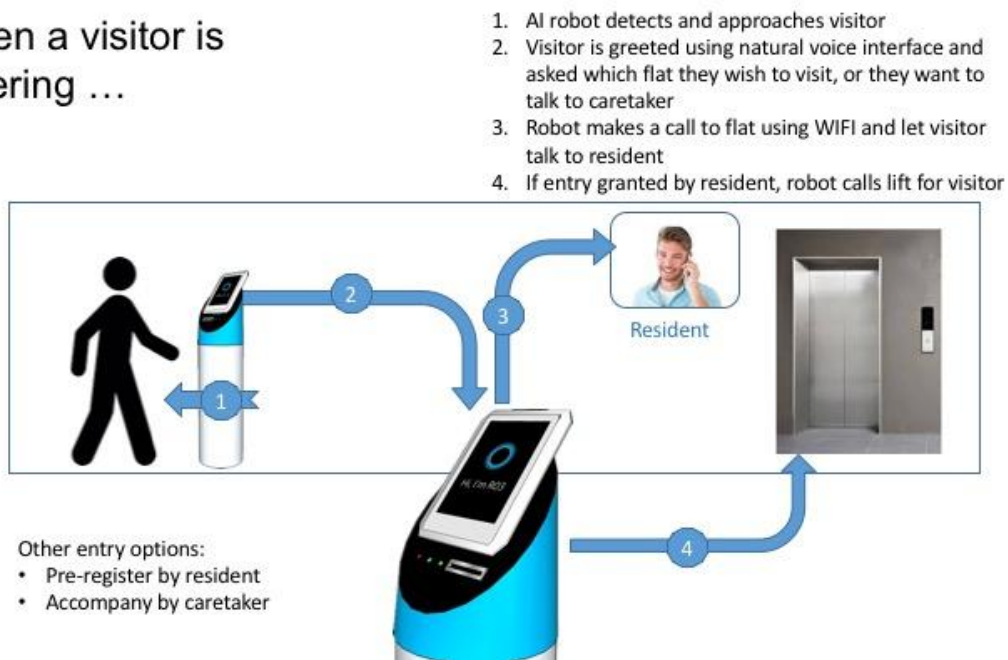 en a visitor is
ering …
1. AI robot detects and approaches visitor
2. Visitor is greeted using natural voice interface and
asked which flat they wish to visit, or they want to
talk to caretaker
3. Robot makes a call to flat using WIFI and let visitor
talk to resident
4. If entry granted by resident, robot calls lift for visitor
2
3
Resident
1
Hi, I'm R03
4
Other entry options:
• Pre-register by resident
• Accompany by caretaker